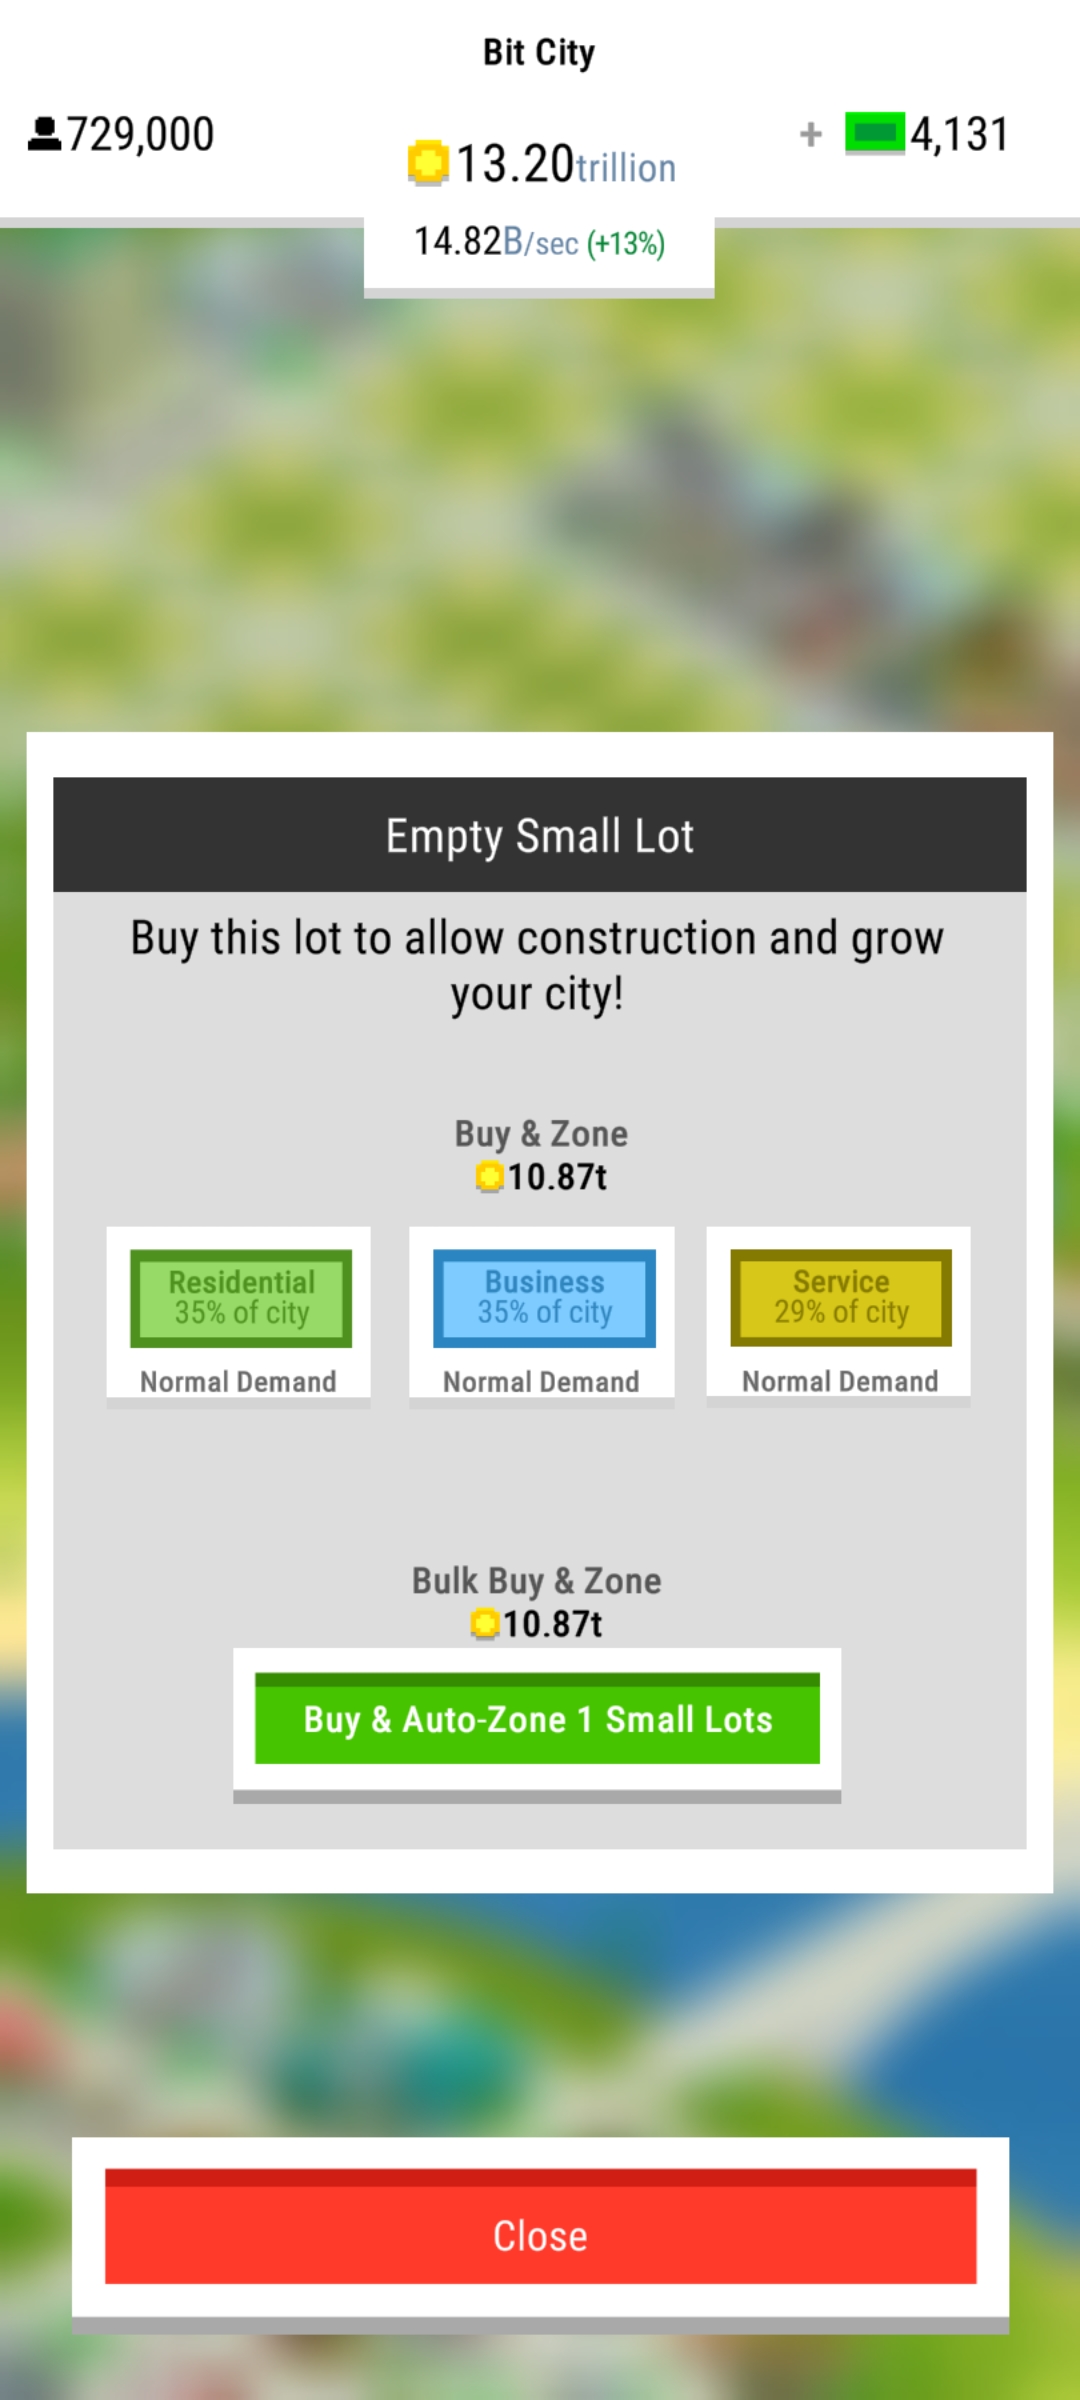 Bit City
729,000
13.20trillion
+ 4,131
14.82B/sec (+13%)
Empty Small Lot
Buy this lot to allow construction and grow
your city!
Buy & Zone
10.87t
Residential
35% of city
Normal Demand
Business
35% of city
Normal Demand
Service
29% of city
Normal Demand
Bulk Buy & Zone
10.87t
Buy & Auto-Zone 1 Small Lots
Close